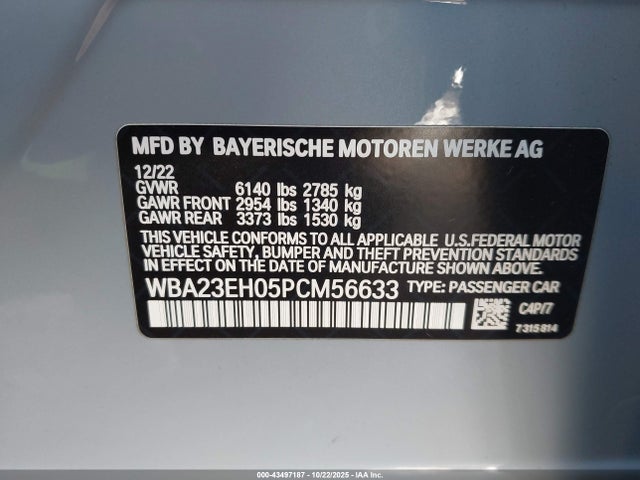 MFD BY BAYERISCHE MOTOREN WERKE AG
12/22
GVWR 6140 lbs 2785 kg
GAWR FRONT 2954 lbs 1340 kg
GAWR REAR 3373 lbs 1530 kg
THIS VEHICLE CONFORMS TO ALL APPLICABLE U.S.FEDERAL MOTOR
VEHICLE SAFETY, BUMPER, AND THEFT PREVENTION STANDARDS
IN EFFECT ON THE DATE OF MANUFACTURE SHOWN ABOVE.
WBA23EH05PCM56633 TYPE: PASSENGER CAR
C4P/7
7315814
000-43497187 - 10/22/2025 - IAA Inc.